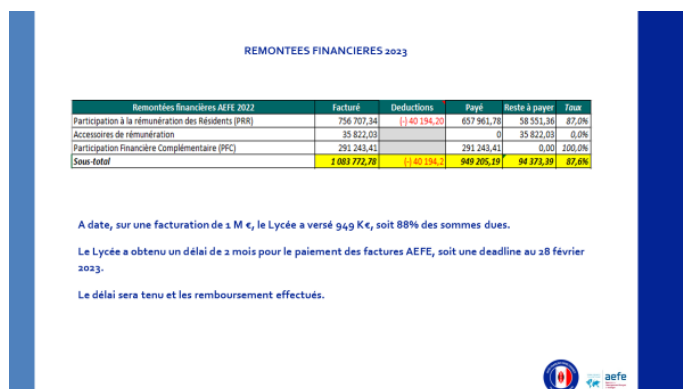 REMONTEES FINANCIERES 2023
Remontées financières AEFE 2022 Facturé Deductions Payé Reste à payer Taux
Participation à la rémunération des Résidents (PRR) 756 707,34 (-) 40 194,20 657 961,78 58 551,36 87,0%
Accessoires de rémunération 35 822,03 0 35 822,03 0,0%
Participation Financière Complémentaire (PFC) 291 243,41 291 243,41 0,00 100,0%
Sous-total 1 083 772,78 (-) 40 194,2 949 205,19 94 373,39 87,6%
A date, sur une facturation de 1 M €, le Lycée a versé 949 K€, soit 88% des sommes dues.
Le Lycée a obtenu un délai de 2 mois pour le paiement des factures AEFE, soit une deadline au 28 février
2023.
Le délai sera tenu et les remboursement effectués.
aefe